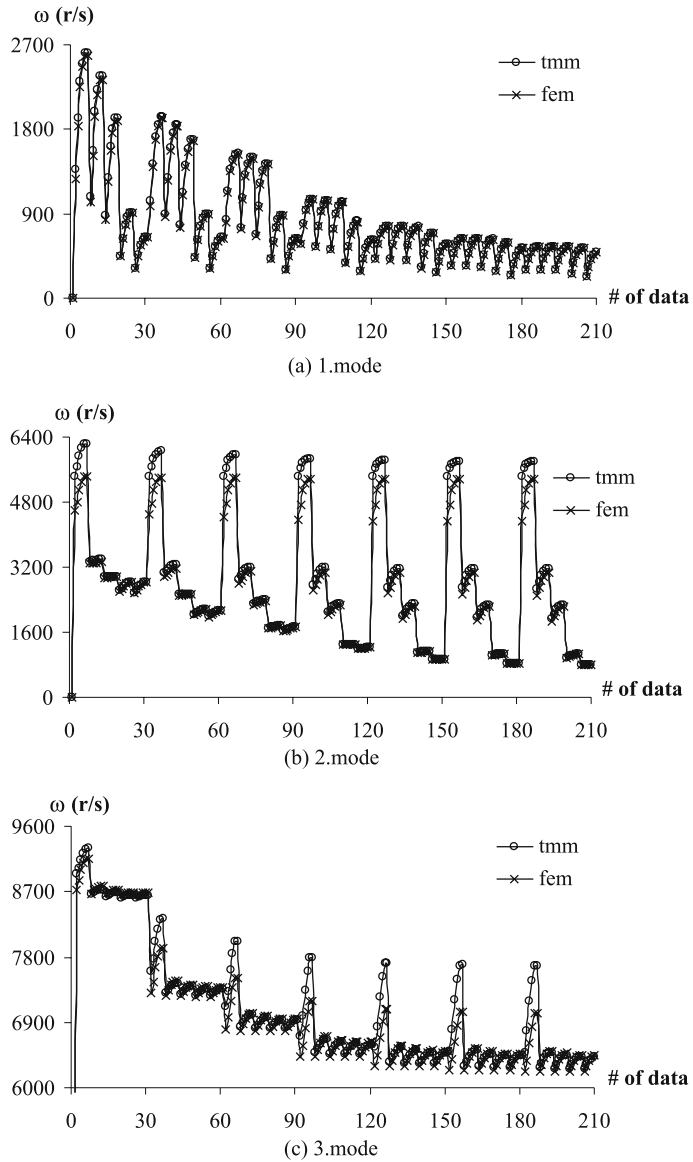 ω (r/s)
2700
1800
900
0
0 30 60 90 120 150 180 210
# of data
tmm
fem
(a) 1.mode
ω (r/s)
6400
4800
3200
1600
0
0 30 60 90 120 150 180 210
# of data
tmm
fem
(b) 2.mode
ω (r/s)
9600
8700
7800
6900
6000
0 30 60 90 120 150 180 210
# of data
tmm
fem
(c) 3.mode